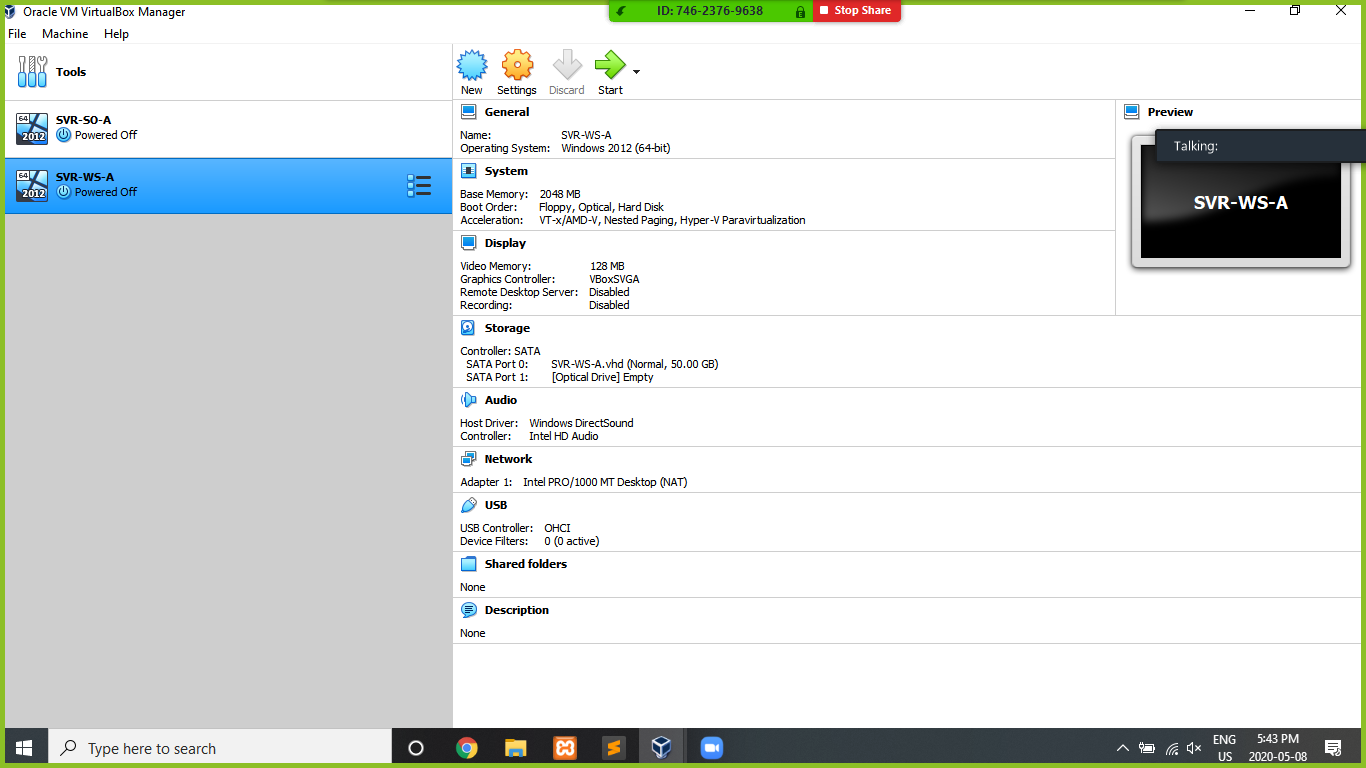 Oracle VM VirtualBox Manager
ID: 746-2376-9638
Stop Share
File Machine Help
Tools
New Settings Discard Start
64
2012
SVR-SO-A
Powered Off
64
2012
SVR-WS-A
Powered Off
General
Name: SVR-WS-A
Operating System: Windows 2012 (64-bit)
System
Base Memory: 2048 MB
Boot Order: Floppy, Optical, Hard Disk
Acceleration: VT-x/AMD-V, Nested Paging, Hyper-V Paravirtualization
Display
Video Memory: 128 MB
Graphics Controller: VBoxSVGA
Remote Desktop Server: Disabled
Recording: Disabled
Preview
Talking:
SVR-WS-A
Storage
Controller: SATA
SATA Port 0: SVR-WS-A.vhd (Normal, 50.00 GB)
SATA Port 1: [Optical Drive] Empty
Audio
Host Driver: Windows DirectSound
Controller: Intel HD Audio
Network
Adapter 1: Intel PRO/1000 MT Desktop (NAT)
USB
USB Controller: OHCI
Device Filters: 0 (0 active)
Shared folders
None
Description
None
Type here to search
ENG
US
5:43 PM
2020-05-08